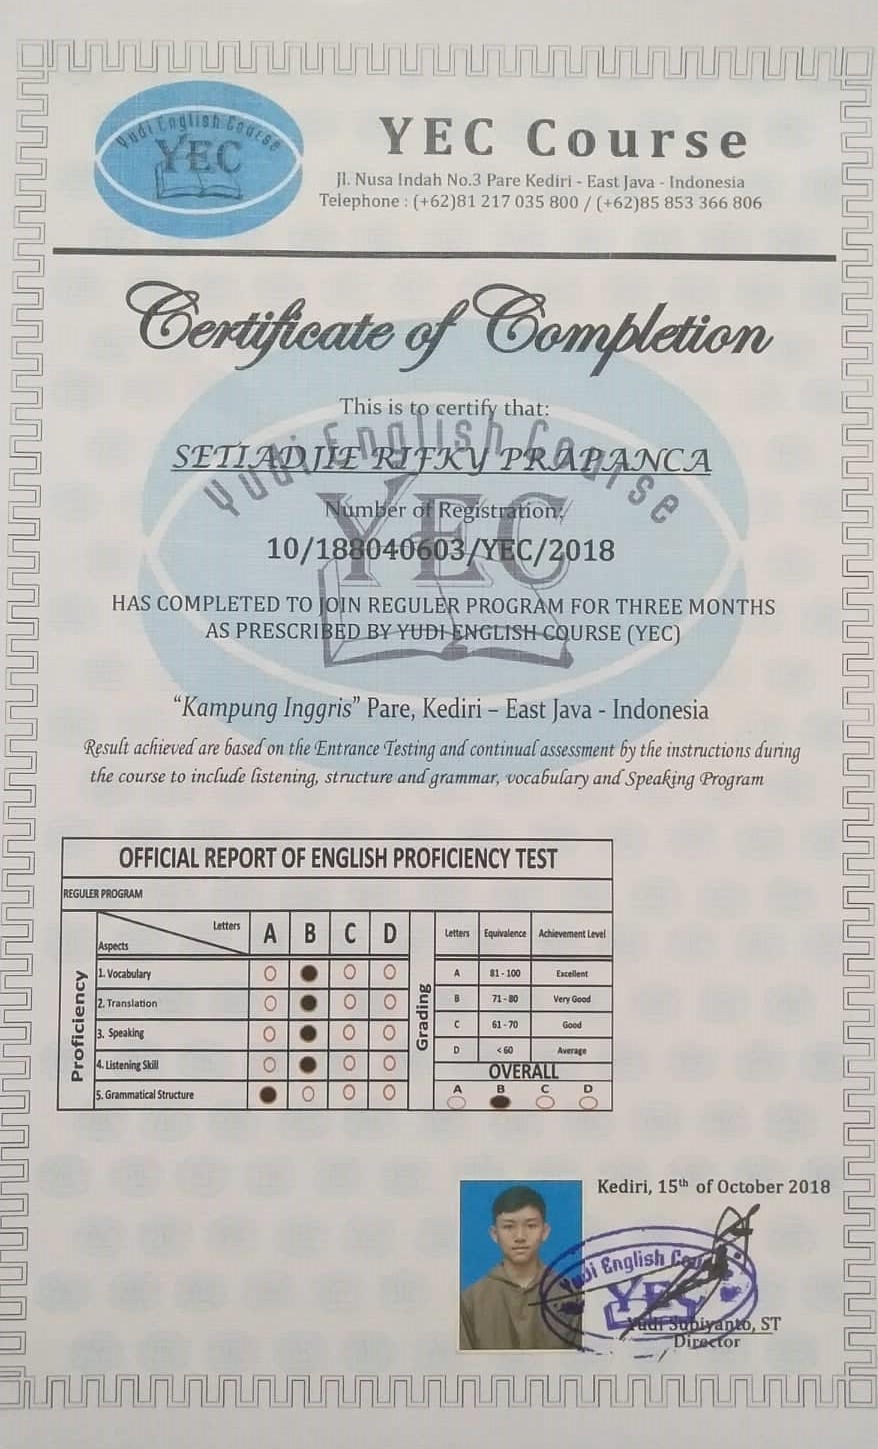 Yudi English Course
YEC
YEC Course
Jl. Nusa Indah No.3 Pare Kediri - East Java - Indonesia
Telephone : (+62)81 217 035 800 / (+62)85 853 366 806
Certificate of Completion
This is to certify that:
Yudi English Course
YEC
SETIADJIE RIFKY PRAPANCA
Number of Registration:
10/188040603/YEC/2018
HAS COMPLETED TO JOIN REGULER PROGRAM FOR THREE MONTHS
AS PRESCRIBED BY YUDI ENGLISH COURSE (YEC)
“Kampung Inggris” Pare, Kediri – East Java - Indonesia
Result achieved are based on the Entrance Testing and continual assessment by the instructions during
the course to include listening, structure and grammar, vocabulary and Speaking Program
OFFICIAL REPORT OF ENGLISH PROFICIENCY TEST
REGULER PROGRAM
Proficiency
Letters A B C D
Aspects
1. Vocabulary
2. Translation
3. Speaking
4. Listening Skill
5. Grammatical Structure
Grading
Letters Equivalence Achievement Level
A 81 - 100 Excellent
B 71 - 80 Very Good
C 61 - 70 Good
D < 60 Average
OVERALL
A B C D
Kediri, 15th of October 2018
Yudi English Course
YEC
Yudi Subiyanto, ST
Director